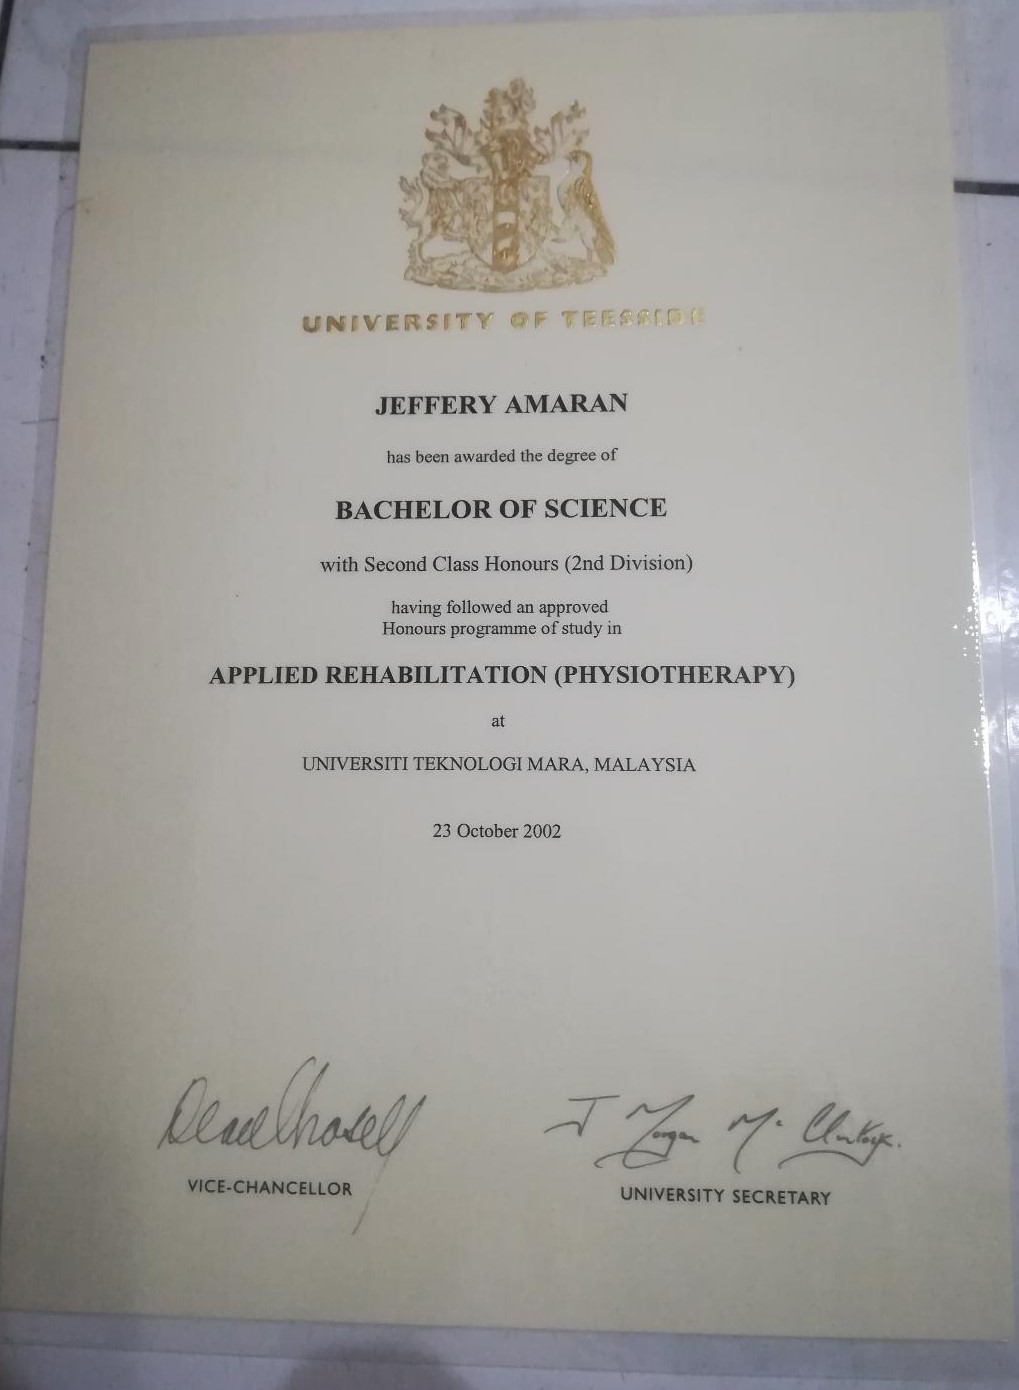 UNIVERSITY OF TEESSIDE
JEFFERY AMARAN
has been awarded the degree of
BACHELOR OF SCIENCE
with Second Class Honours (2nd Division)
having followed an approved
Honours programme of study in
APPLIED REHABILITATION (PHYSIOTHERAPY)
at
UNIVERSITI TEKNOLOGI MARA, MALAYSIA
23 October 2002
VICE-CHANCELLOR
UNIVERSITY SECRETARY